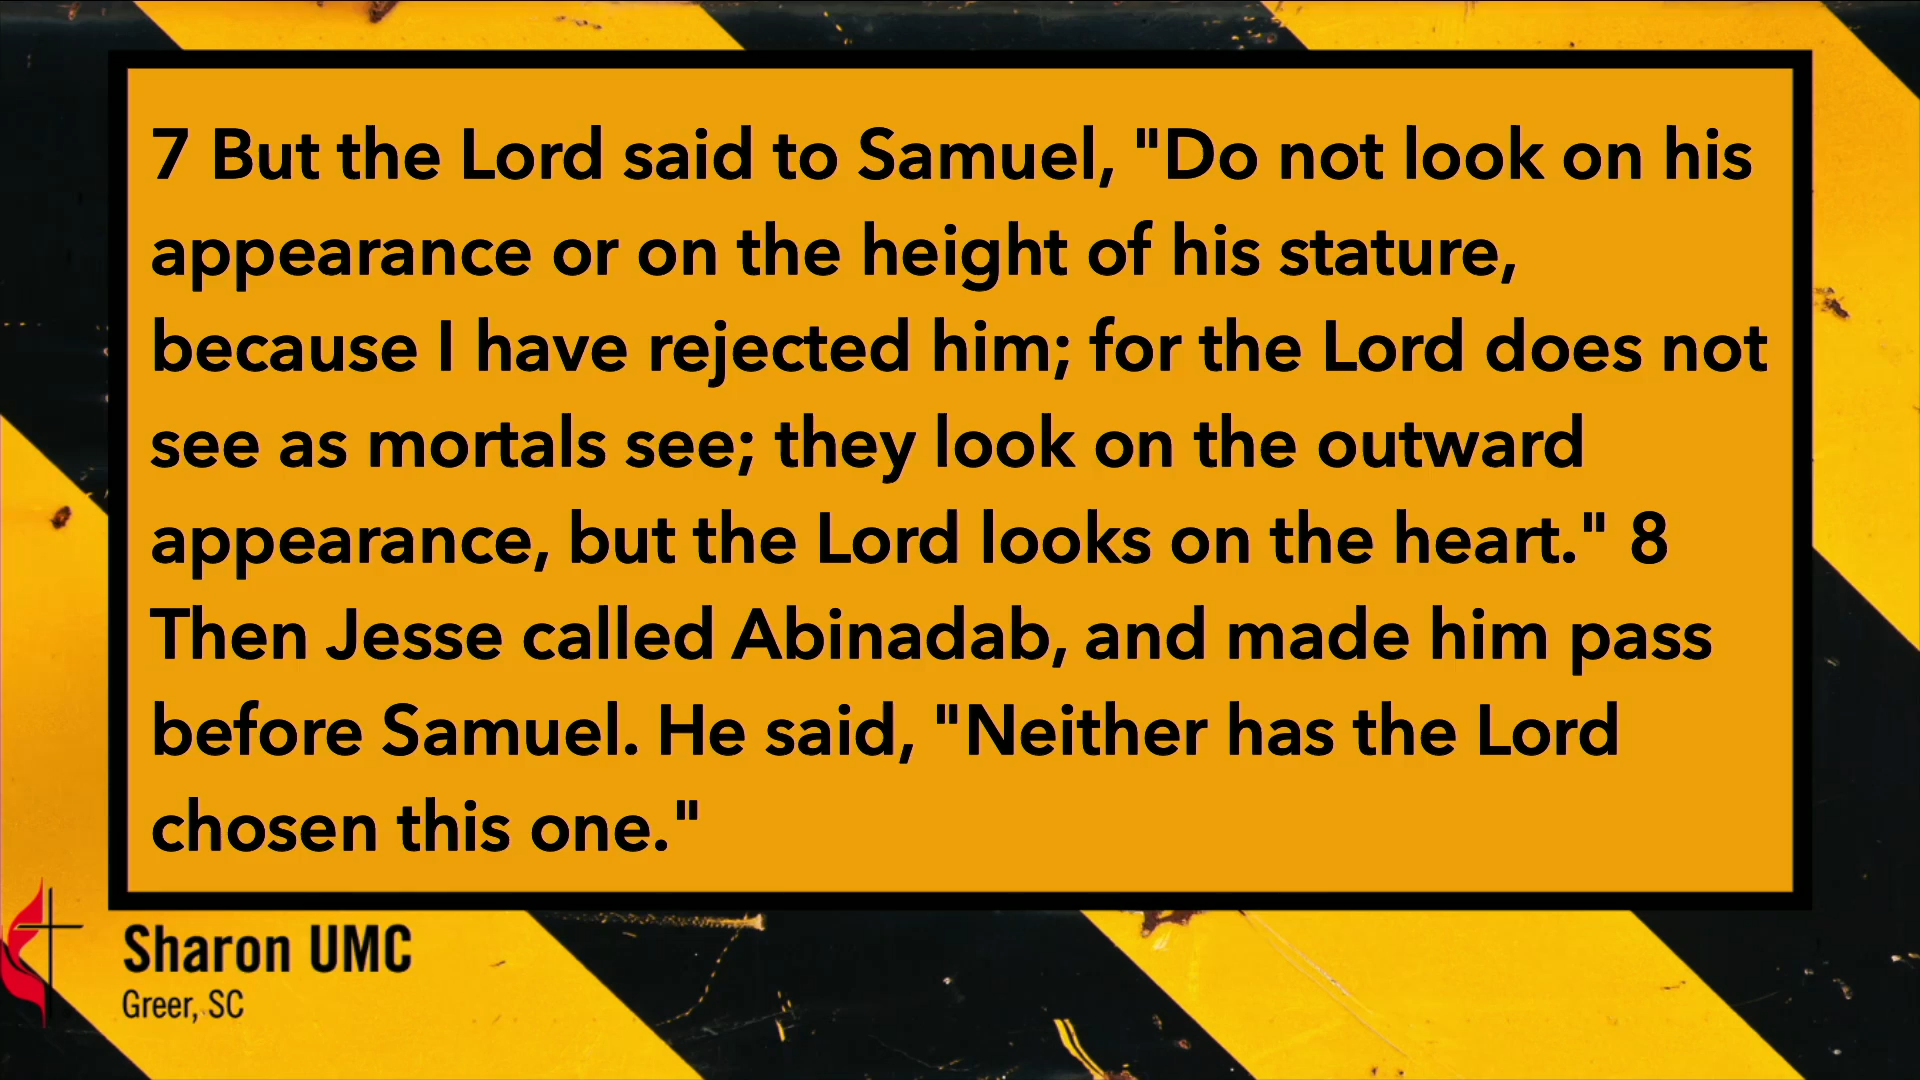 7 But the Lord said to Samuel, "Do not look on his
appearance or on the height of his stature,
because I have rejected him; for the Lord does not
see as mortals see; they look on the outward
appearance, but the Lord looks on the heart." 8
Then Jesse called Abinadab, and made him pass
before Samuel. He said, "Neither has the Lord
chosen this one."
Sharon UMC
Greer, SC